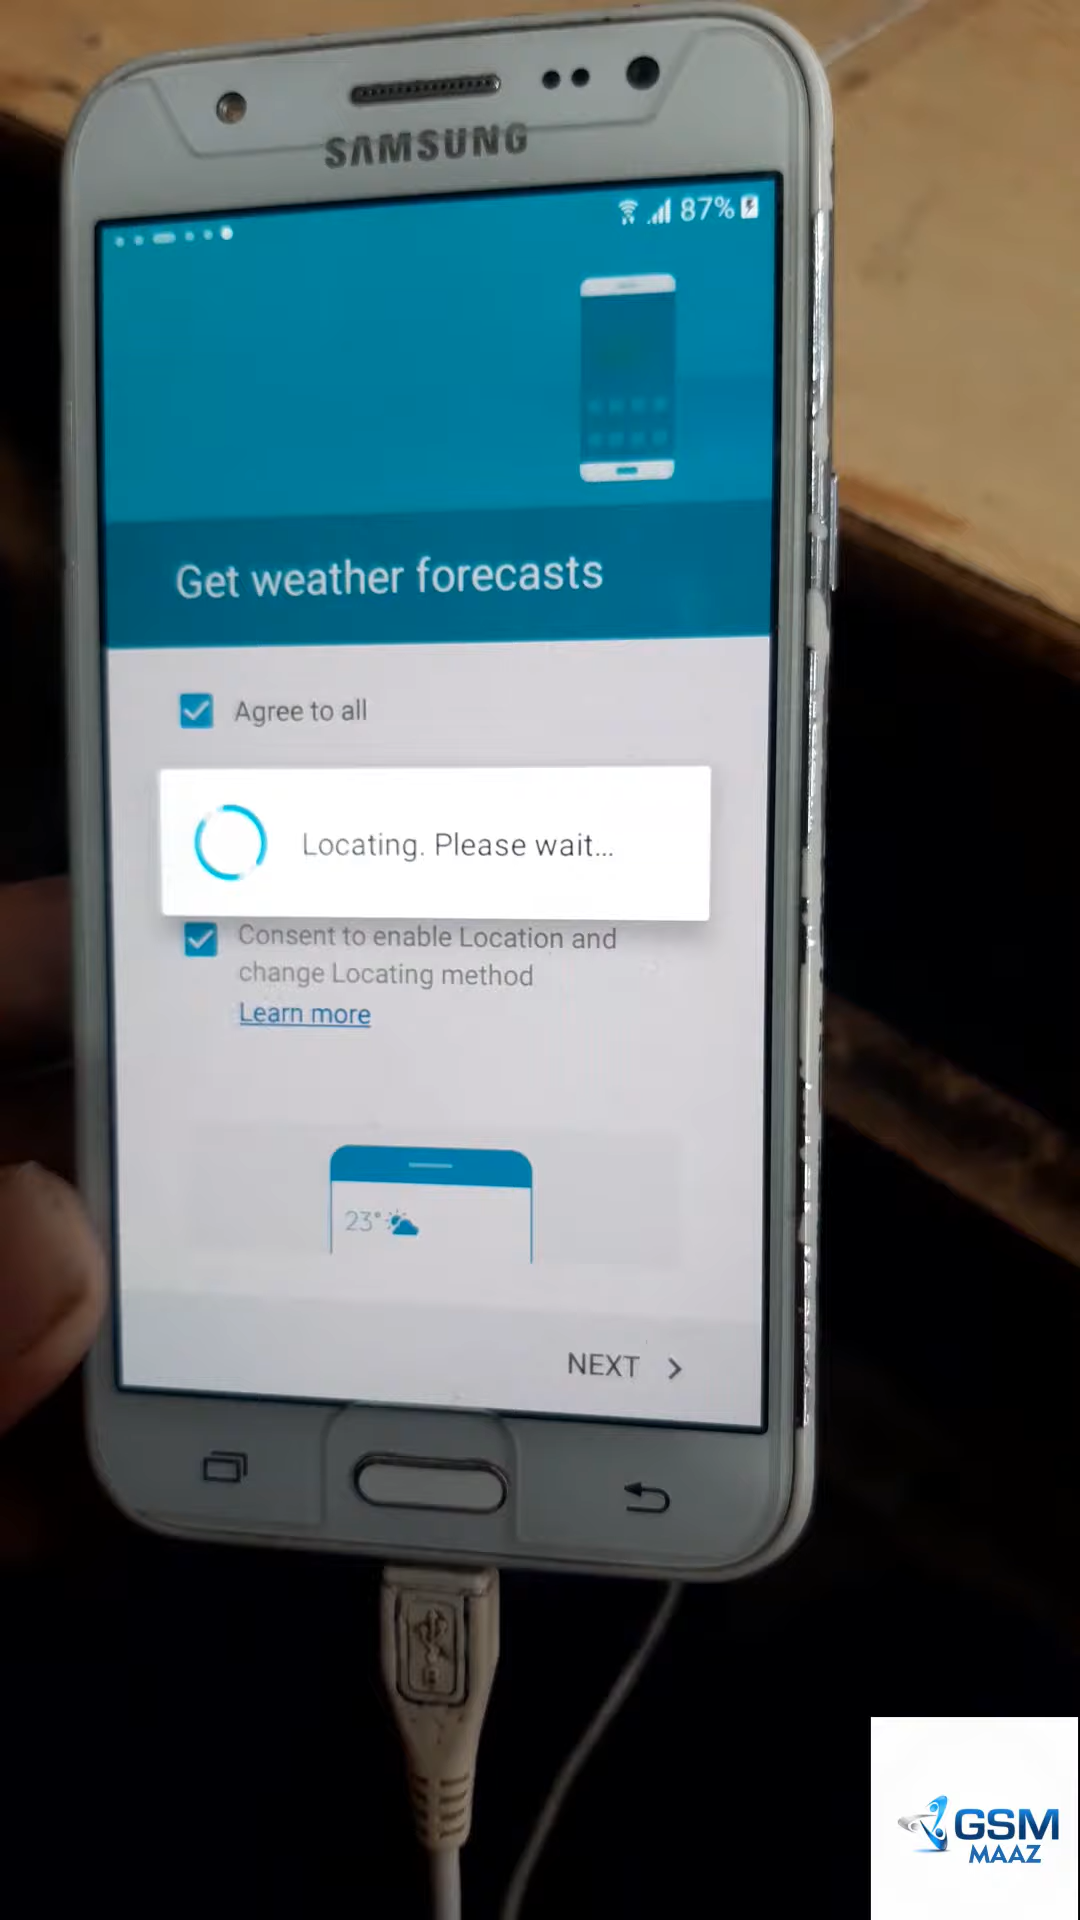 SAMSUNG
87%
Get weather forecasts
Agree to all
Locating. Please wait...
Consent to enable Location and
change Locating method
Learn more
23°
NEXT
GSM
MAAZ